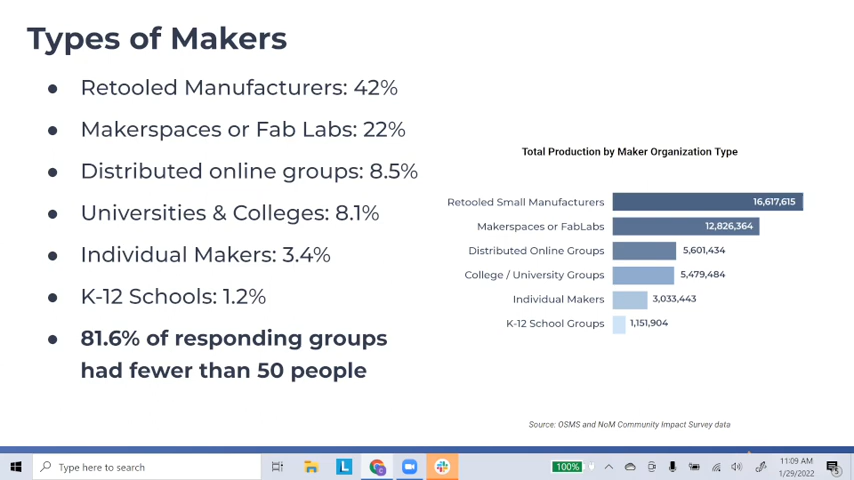 Types of Makers
● Retooled Manufacturers: 42%
● Makerspaces or Fab Labs: 22%
● Distributed online groups: 8.5%
● Universities & Colleges: 8.1%
● Individual Makers: 3.4%
● K-12 Schools: 1.2%
● 81.6% of responding groups
had fewer than 50 people
Total Production by Maker Organization Type
Retooled Small Manufacturers 16,617,615
Makerspaces or FabLabs 12,826,364
Distributed Online Groups 5,601,434
College / University Groups 5,479,484
Individual Makers 3,033,443
K-12 School Groups 1,151,904
Source: OSMS and NoM Community Impact Survey data
Type here to search
L
C
100%
11:09 AM
1/29/2022